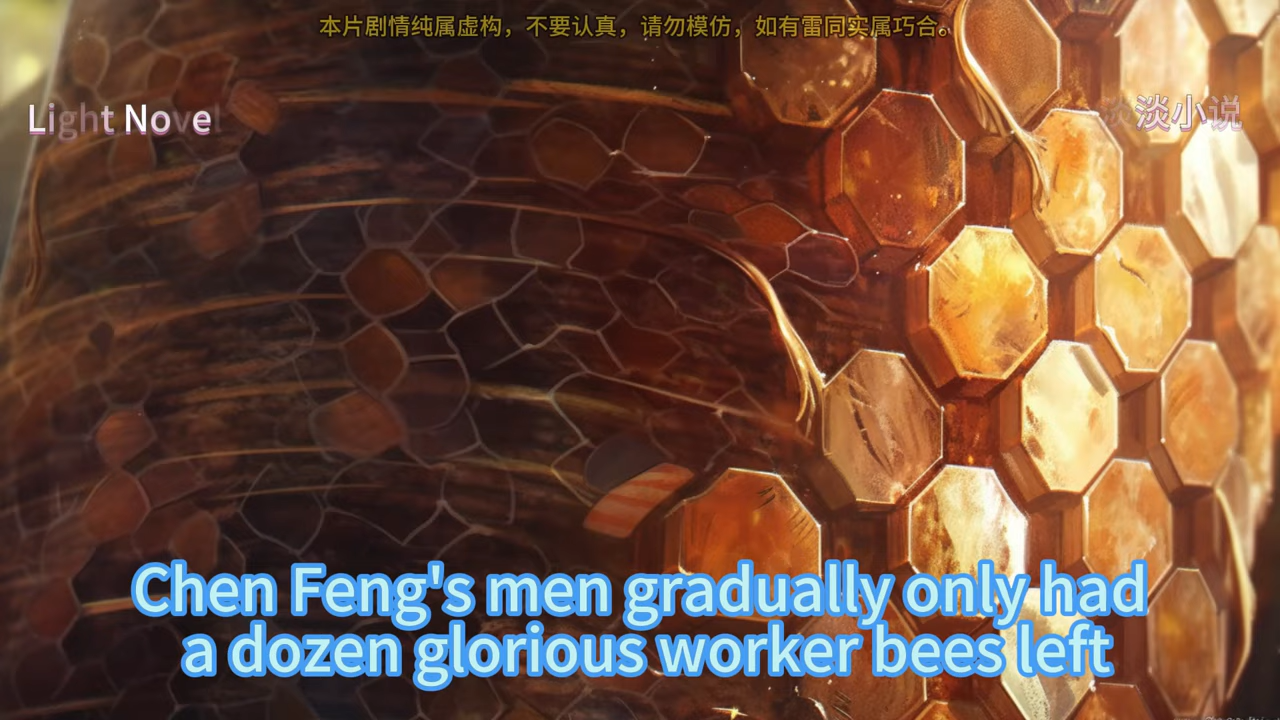 本片剧情纯属虚构，不要认真，请勿模仿，如有雷同实属巧合。
Light Novel
淡小说
Chen Feng's men gradually only had
a dozen glorious worker bees left